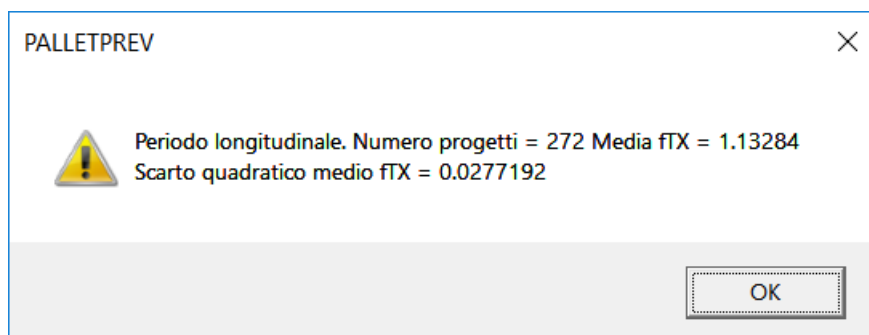 PALLETPREV
Periodo longitudinale. Numero progetti = 272 Media fTX = 1.13284
Scarto quadratico medio fTX = 0.0277192
OK